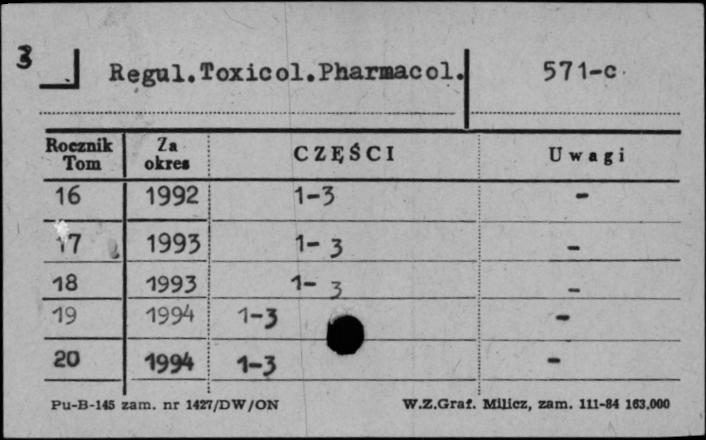 3
Regul.Toxicol.Pharmacol. 571-c
Rocznik Tom Za okres CZĘŚCI Uwagi
16 1992 1-3 -
17 1993 1-3 -
18 1993 1-3 -
19 1994 1-3 -
20 1994 1-3 -
Pu-B-145 zam. nr 1427/DW/ON W.Z.Graf. Milicz, zam. 111-84 163.000